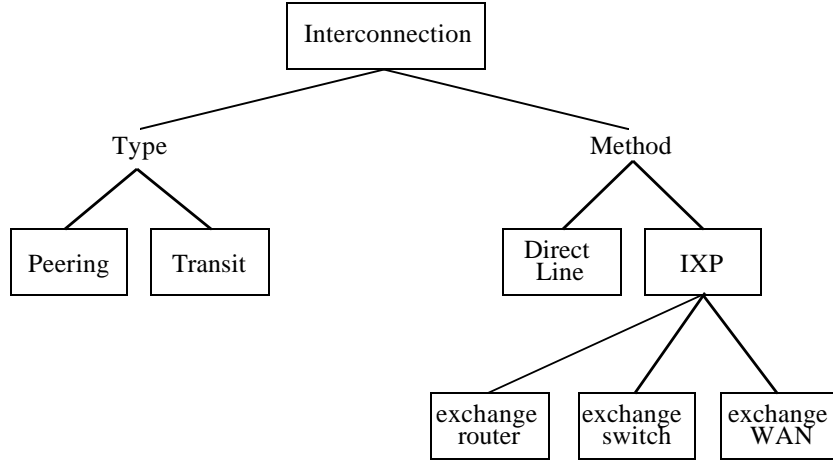 Interconnection
Type
Method
Peering
Transit
Direct
Line
IXP
exchange
router
exchange
switch
exchange
WAN